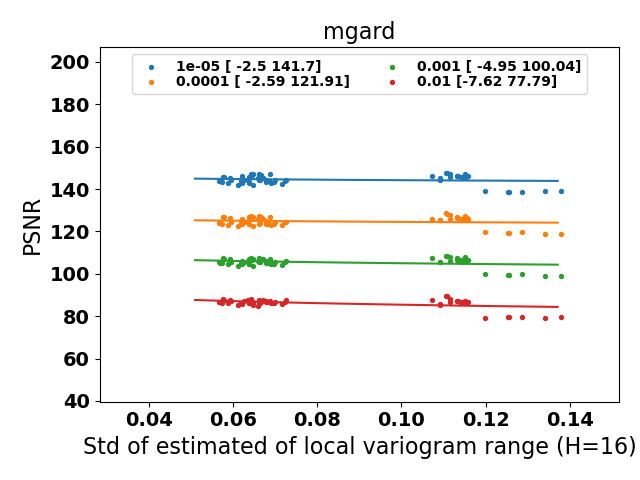 mgard
1e-05 [ -2.5 141.7]
0.0001 [ -2.59 121.91]
0.001 [ -4.95 100.04]
0.01 [-7.62 77.79]
200
180
160
140
120
100
80
60
40
PSNR
0.04 0.06 0.08 0.10 0.12 0.14
Std of estimated of local variogram range (H=16)